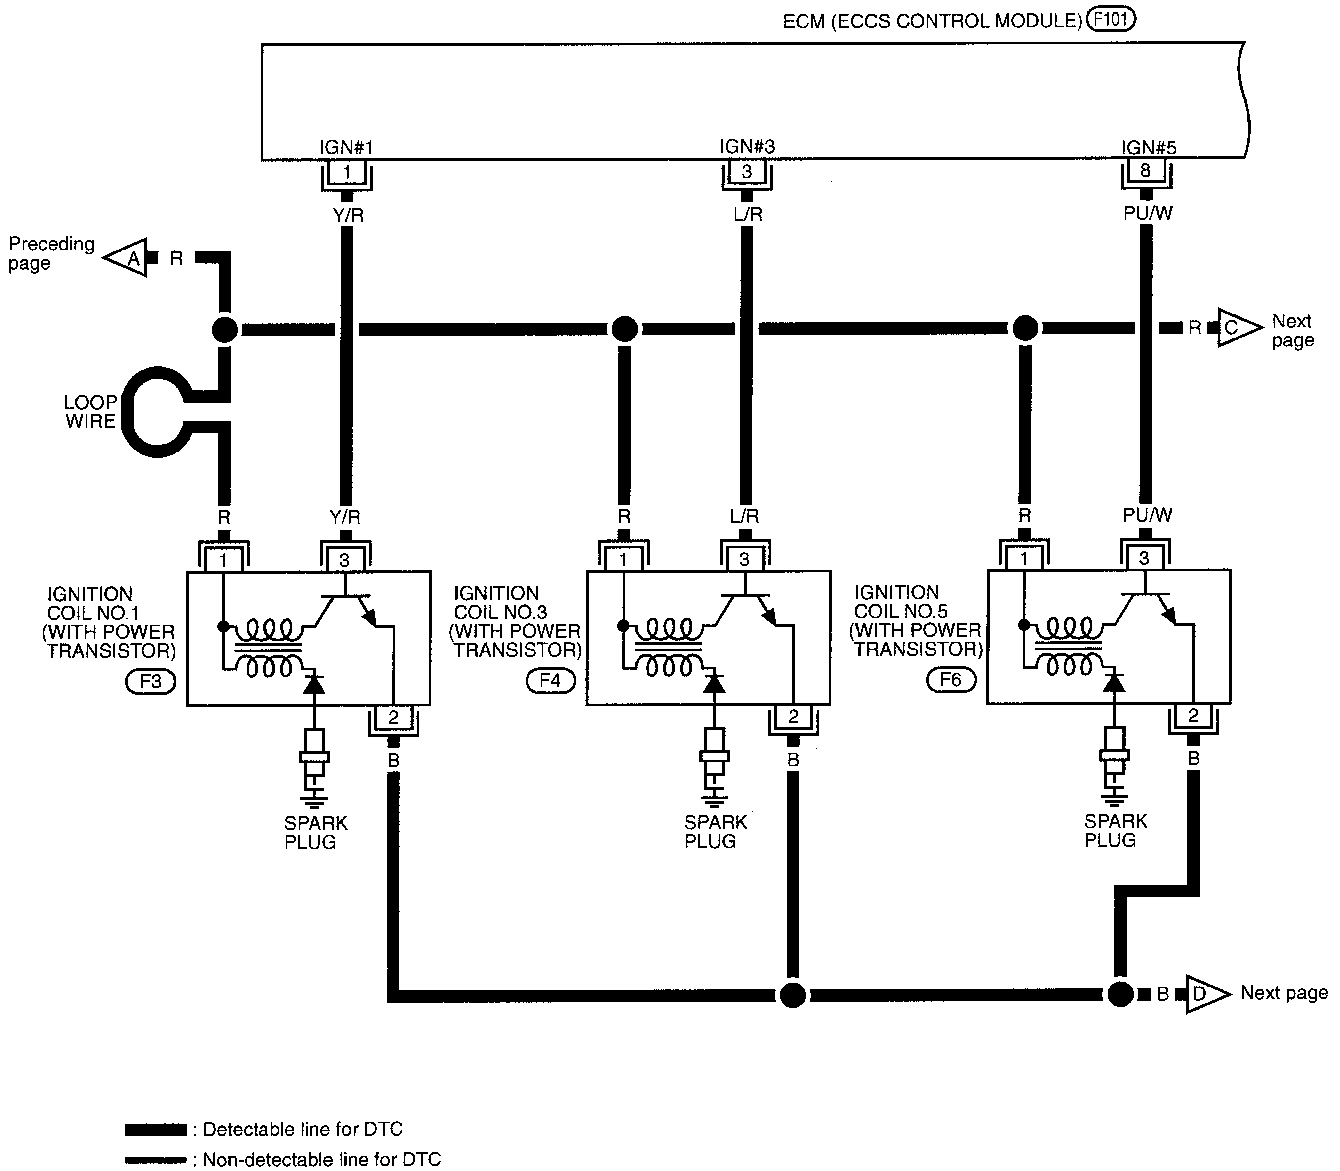 ECM (ECCS CONTROL MODULE) F101
IGN#1 IGN#3 IGN#5
1 3 8
Y/R L/R PU/W
Preceding
page
A R
R C
Next
page
LOOP
WIRE
R Y/R R L/R R PU/W
1 3 1 3 1 3
IGNITION
COIL NO.1
(WITH POWER
TRANSISTOR)
F3
IGNITION
COIL NO.3
(WITH POWER
TRANSISTOR)
F4
IGNITION
COIL NO.5
(WITH POWER
TRANSISTOR)
F6
2 2 2
B B B
SPARK
PLUG
SPARK
PLUG
SPARK
PLUG
B D Next page
: Detectable line for DTC
: Non-detectable line for DTC